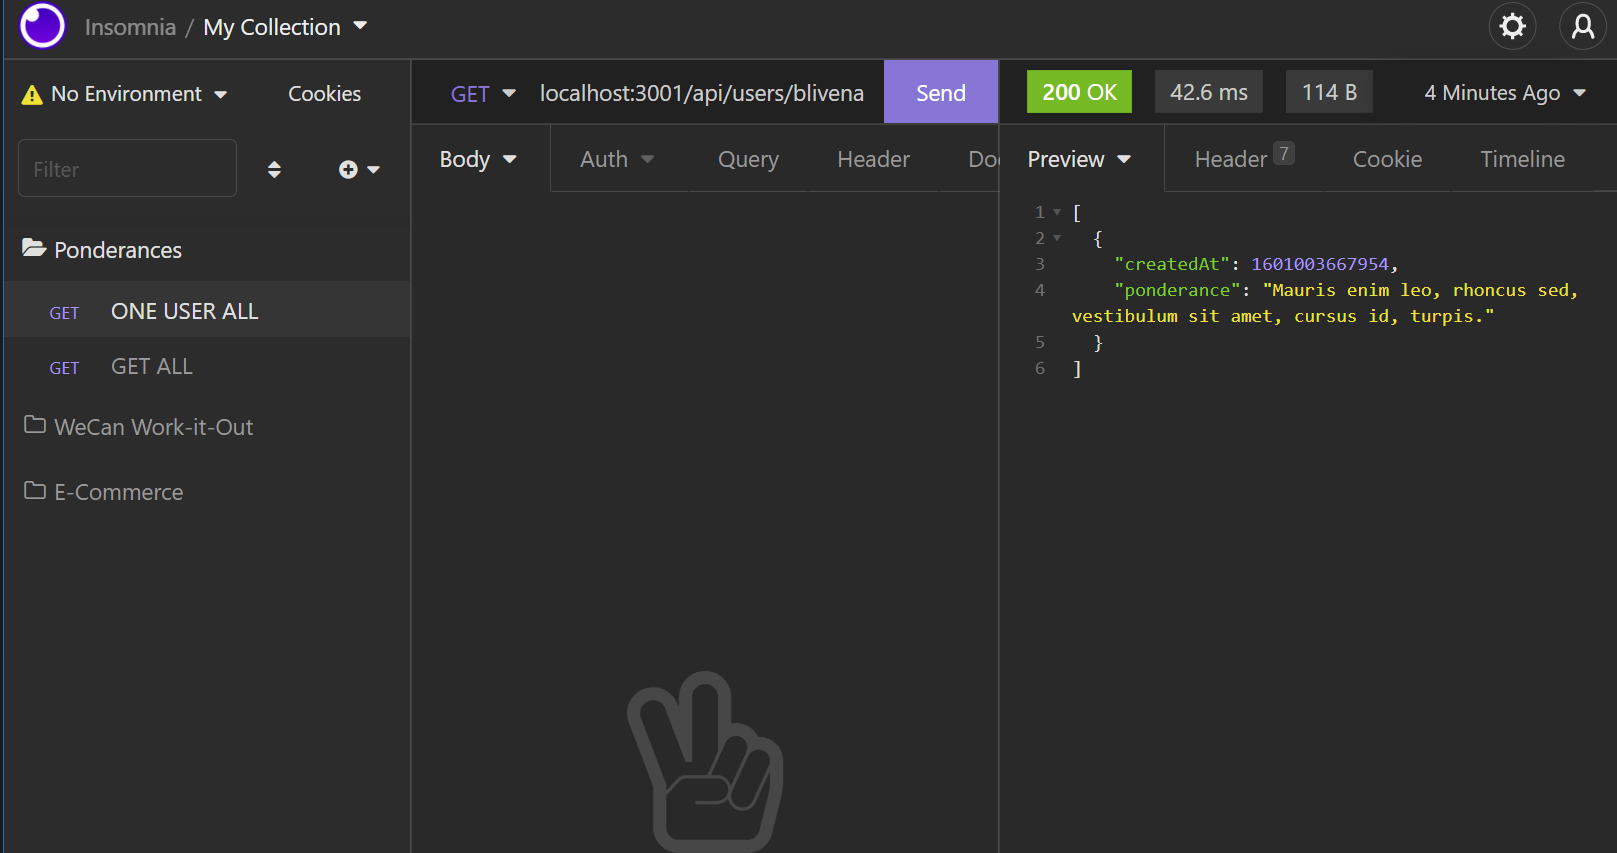 Insomnia / My Collection
No Environment
Cookies
Filter
Ponderances
GET ONE USER ALL
GET GET ALL
WeCan Work-it-Out
E-Commerce
GET localhost:3001/api/users/blivena Send
Body Auth Query Header
200 OK 42.6 ms 114 B 4 Minutes Ago
Preview Header 7 Cookie Timeline
1 [
2 {
3 "createdAt": 1601003667954,
4 "ponderance": "Mauris enim leo, rhoncus sed,
vestibulum sit amet, cursus id, turpis."
5 }
6 ]